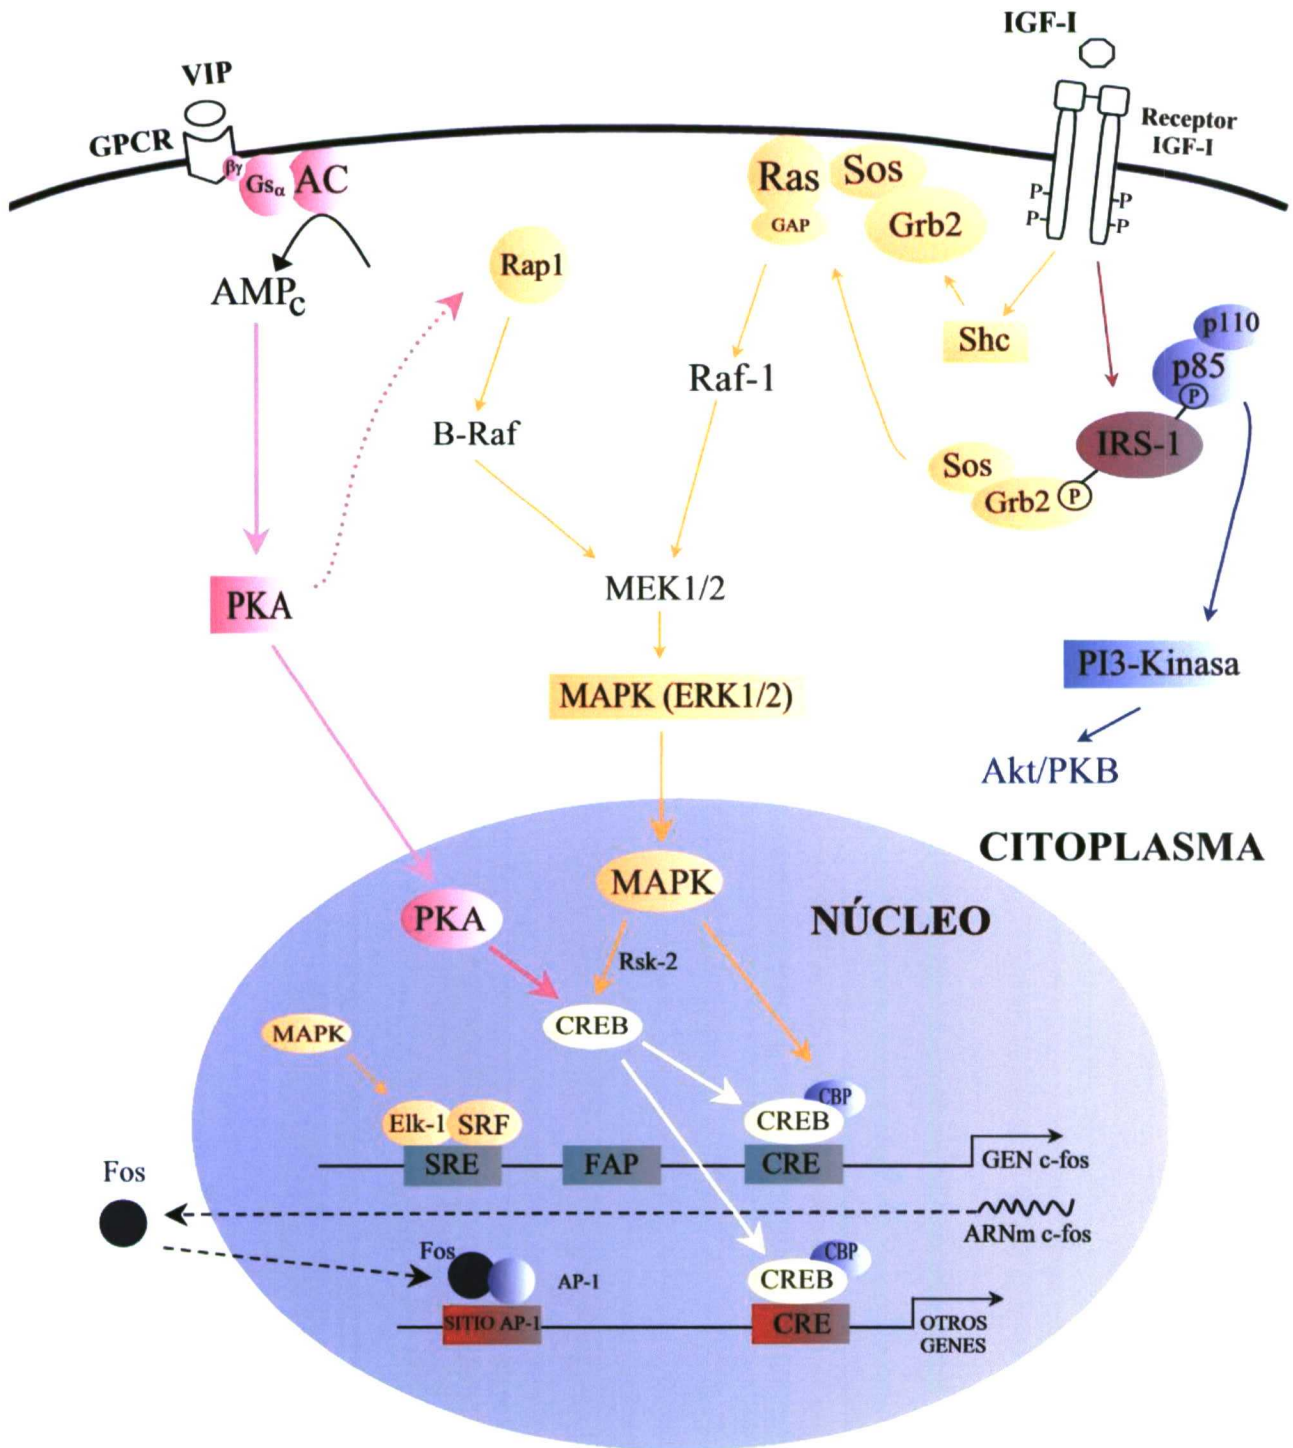 IGF-I
VIP
GPCR
Receptor
IGF-I
βγ
Gsα
AC
Ras
Sos
GAP
Grb2
P
P
P
P
AMPc
Rap1
Shc
p110
p85
P
Raf-1
B-Raf
IRS-1
Sos
Grb2
P
PKA
MEK1/2
PI3-Kinasa
MAPK (ERK1/2)
Akt/PKB
CITOPLASMA
MAPK
NÚCLEO
PKA
Rsk-2
CREB
MAPK
CBP
Elk-1
SRF
CREB
SRE
FAP
CRE
GEN c-fos
Fos
ARNm c-fos
Fos
AP-1
CBP
CREB
SITIO AP-1
CRE
OTROS
GENES